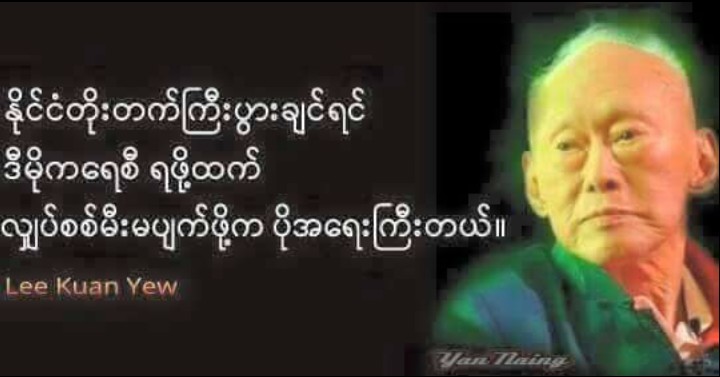 နိုင်ငံတိုးတက်ကြီးပွားချင်ရင်
ဒီမိုကရေစီ ရဖို့ထက်
လျှပ်စစ်မီးမပျက်ဖို့က ပိုအရေးကြီးတယ်။
Lee Kuan Yew
Yan Naing